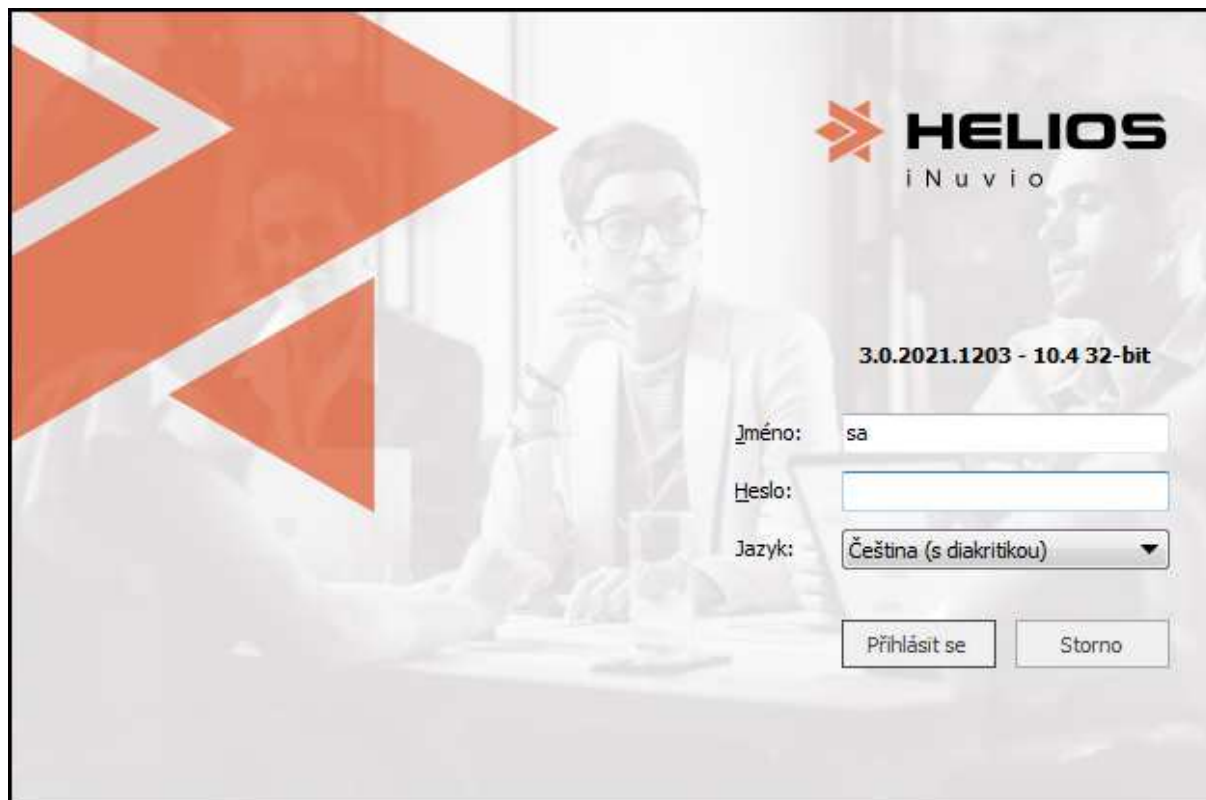 HELIOS
iNuvio
3.0.2021.1203 - 10.4 32-bit
Jméno: sa
Heslo:
Jazyk: Čeština (s diakritikou)
Přihlásit se Storno